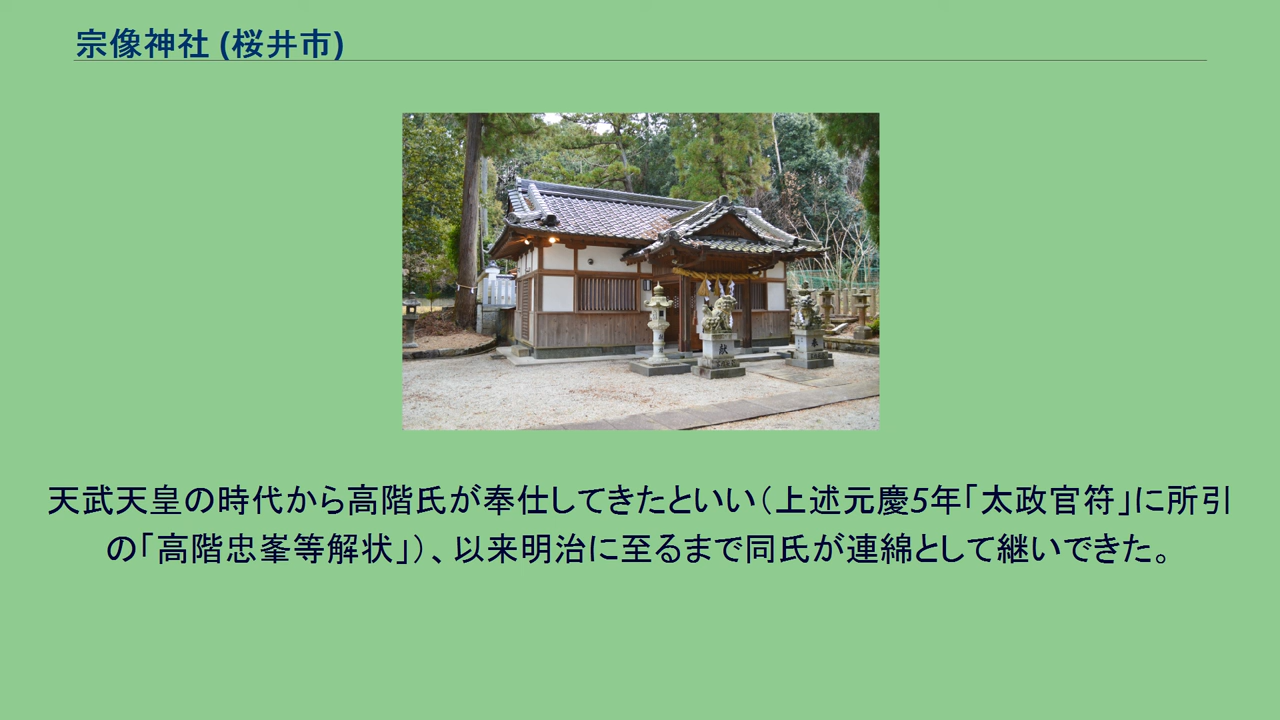 宗像神社 (桜井市)
献
奉
天武天皇の時代から高階氏が奉仕してきたといい（上述元慶5年「太政官符」に所引
の「高階忠峯等解状」）、以来明治に至るまで同氏が連綿として継いできた。